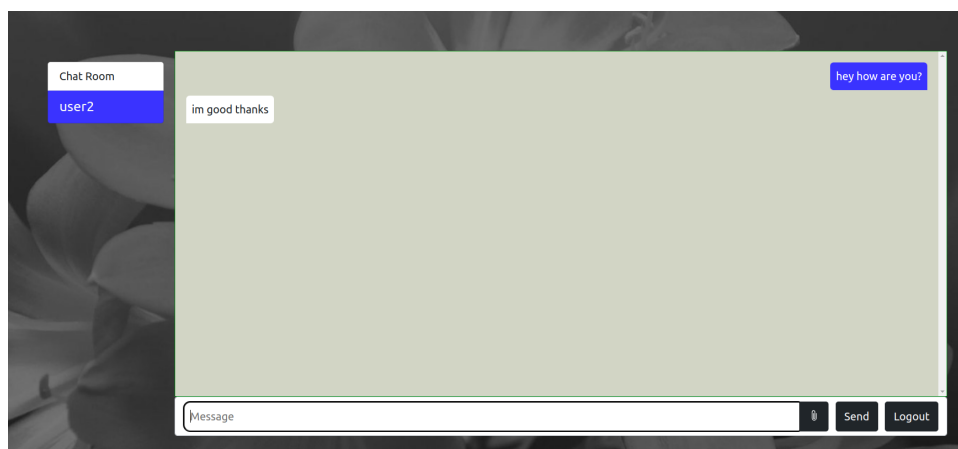 Chat Room
user2
hey how are you?
im good thanks
Message
Send
Logout